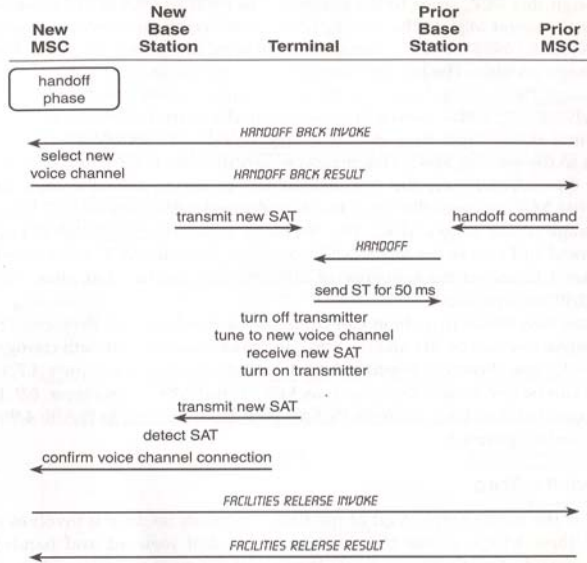 New
MSC
New
Base
Station
Terminal
Prior
Base
Station
Prior
MSC
handoff
phase
HANDOFF BACK INVOKE
select new
voice channel
HANDOFF BACK RESULT
transmit new SAT
handoff command
HANDOFF
send ST for 50 ms
turn off transmitter
tune to new voice channel
receive new SAT
turn on transmitter
transmit new SAT
detect SAT
confirm voice channel connection
FACILITIES RELEASE INVOKE
FACILITIES RELEASE RESULT